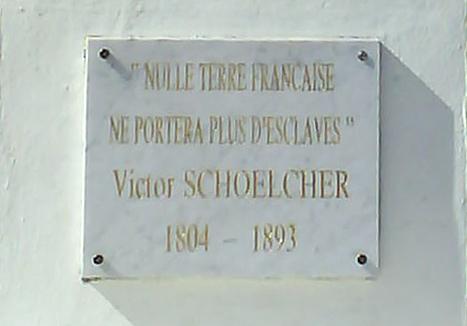 " NULLE TERRE FRANCAISE
NE PORTERA PLUS D'ESCLAVES "
Victor SCHOELCHER
1804 - 1893